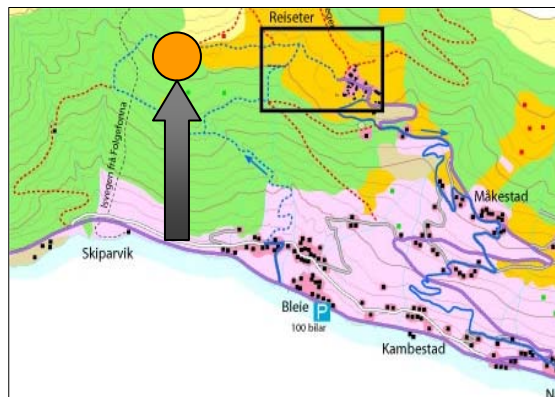 Reiseter
Isvegen frå Folgefonna
Måkestad
Skiparvik
Bleie
P
100 bilar
Kambestad
N